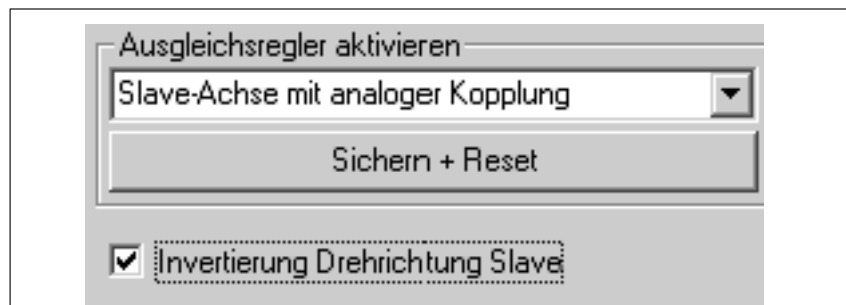 Ausgleichsregler aktivieren
Slave-Achse mit analoger Kopplung
Sichern + Reset
Invertierung Drehrichtung Slave